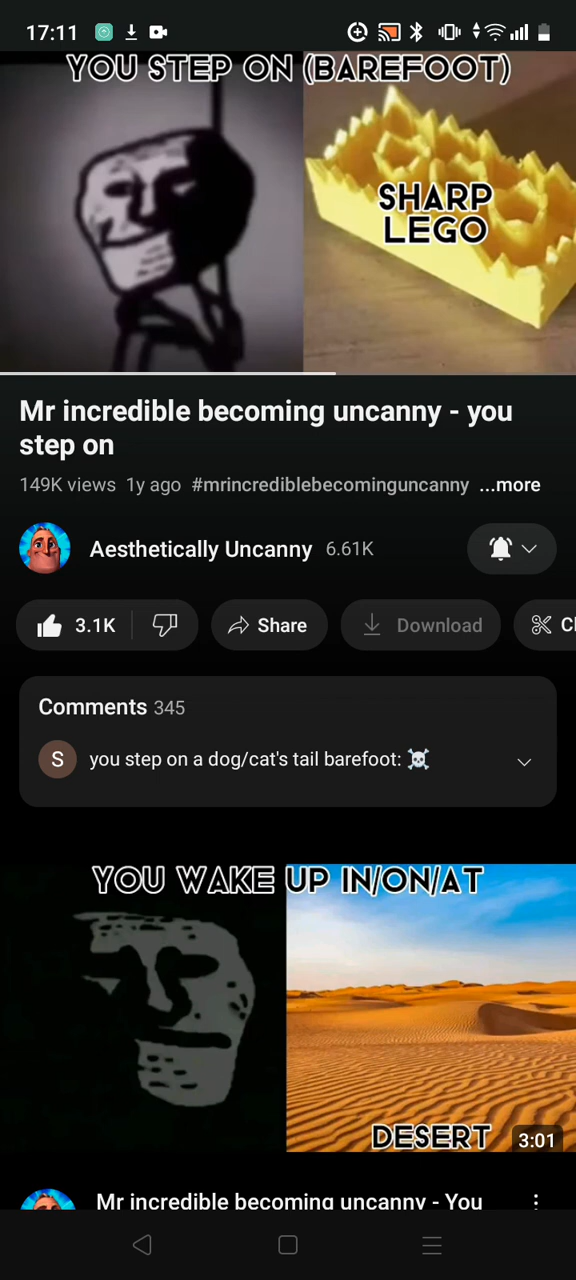 17:11
YOU STEP ON (BAREFOOT)
SHARP
LEGO
Mr incredible becoming uncanny - you
step on
149K views 1y ago #mrincrediblebecominguncanny ...more
Aesthetically Uncanny 6.61K
3.1K Share Download
Comments 345
S you step on a dog/cat's tail barefoot: ☠️
YOU WAKE UP IN/ON/AT
DESERT
3:01
Mr incredible becoming uncanny - You